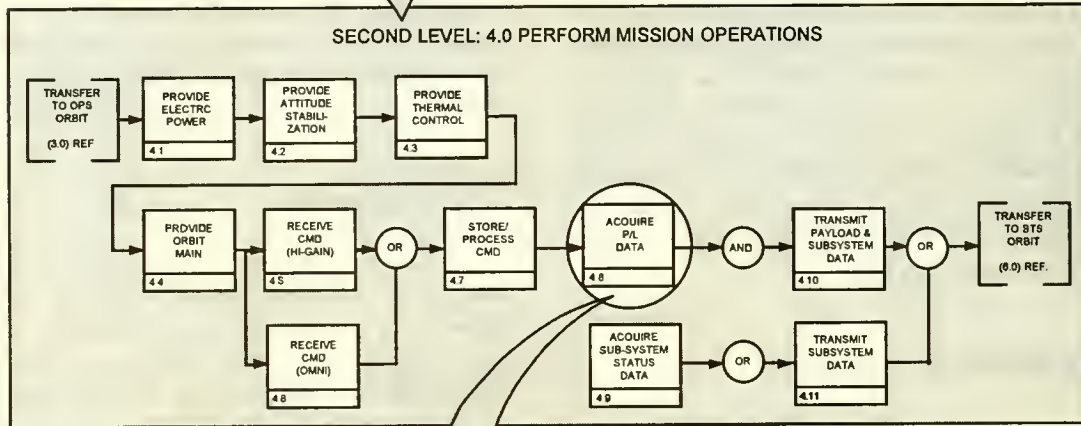 SECOND LEVEL: 4.0 PERFORM MISSION OPERATIONS
TRANSFER
TO OPS
ORBIT
(3.0) REF
PROVIDE
ELECTRC
POWER
4.1
PROVIDE
ATTITUDE
STABILI-
ZATION
4.2
PROVIDE
THERMAL
CONTROL
4.3
PROVIDE
ORBIT
MAIN
4 4
RECEIVE
CMD
(HI-GAIN)
4 5
OR
STORE/
PROCESS
CMD
4.7
ACQUIRE
P/L
DATA
4.8
AND
TRANSMIT
PAYLOAD &
SUBSYSTEM
DATA
4 10
OR
TRANSFER
TO STS
ORBIT
(6.0) REF.
RECEIVE
CMD
(OMNI)
4 6
ACQUIRE
SUB-SYSTEM
STATUS
DATA
4 9
OR
TRANSMIT
SUBSYSTEM
DATA
4.11